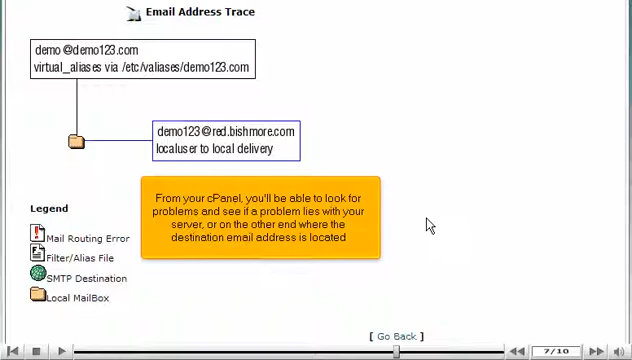 Email Address Trace
demo@demo123.com
virtual_aliases via /etc/valiases/demo123.com
demo123@red.bishmore.com
localuser to local delivery
From your cPanel, you'll be able to look for
problems and see if a problem lies with your
server, or on the other end where the
destination email address is located
Legend
Mail Routing Error
Filter/Alias File
SMTP Destination
Local MailBox
[ Go Back ]
7/10